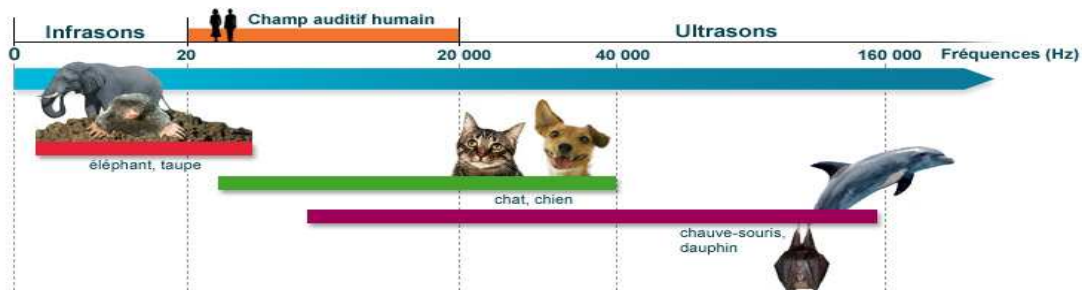 Infrasons
Champ auditif humain
Ultrasons
0
20
20 000
40 000
160 000
Fréquences (Hz)
éléphant, taupe
chat, chien
chauve-souris,
dauphin